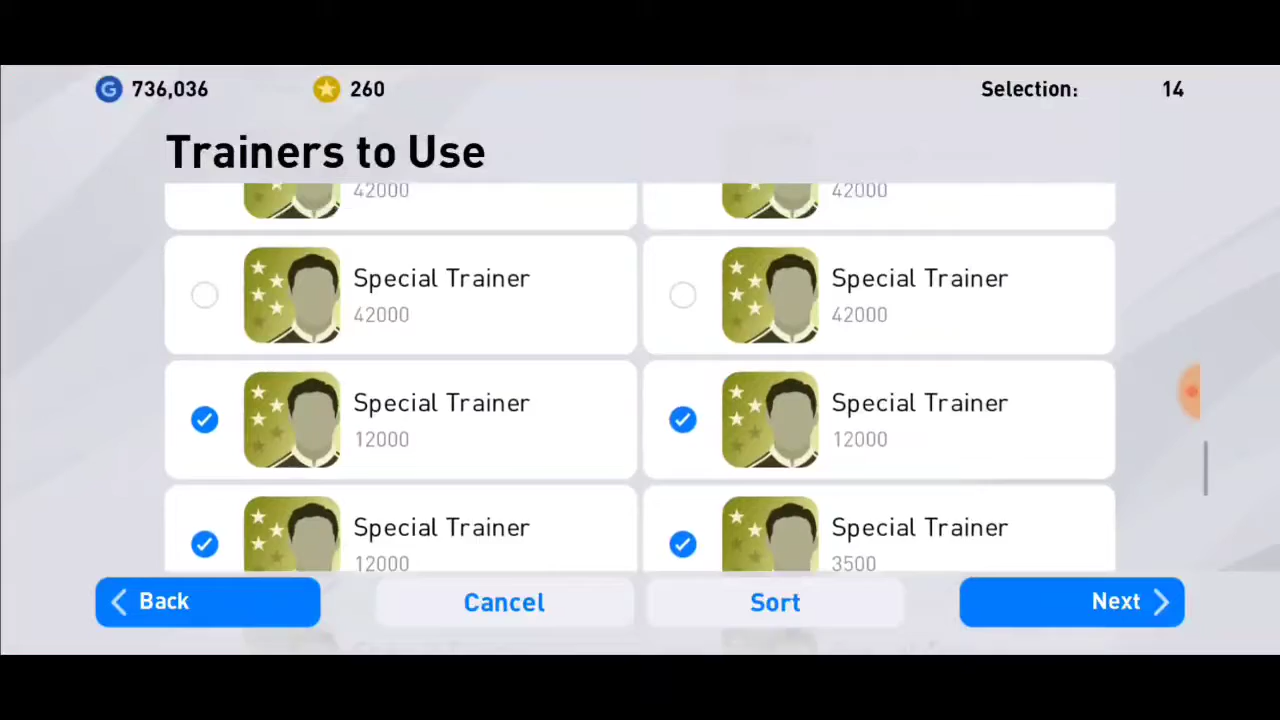 G 736,036 260 Selection: 14
Trainers to Use
42000 42000
Special Trainer Special Trainer
42000 42000
Special Trainer Special Trainer
12000 12000
Special Trainer Special Trainer
12000 3500
Back Cancel Sort Next